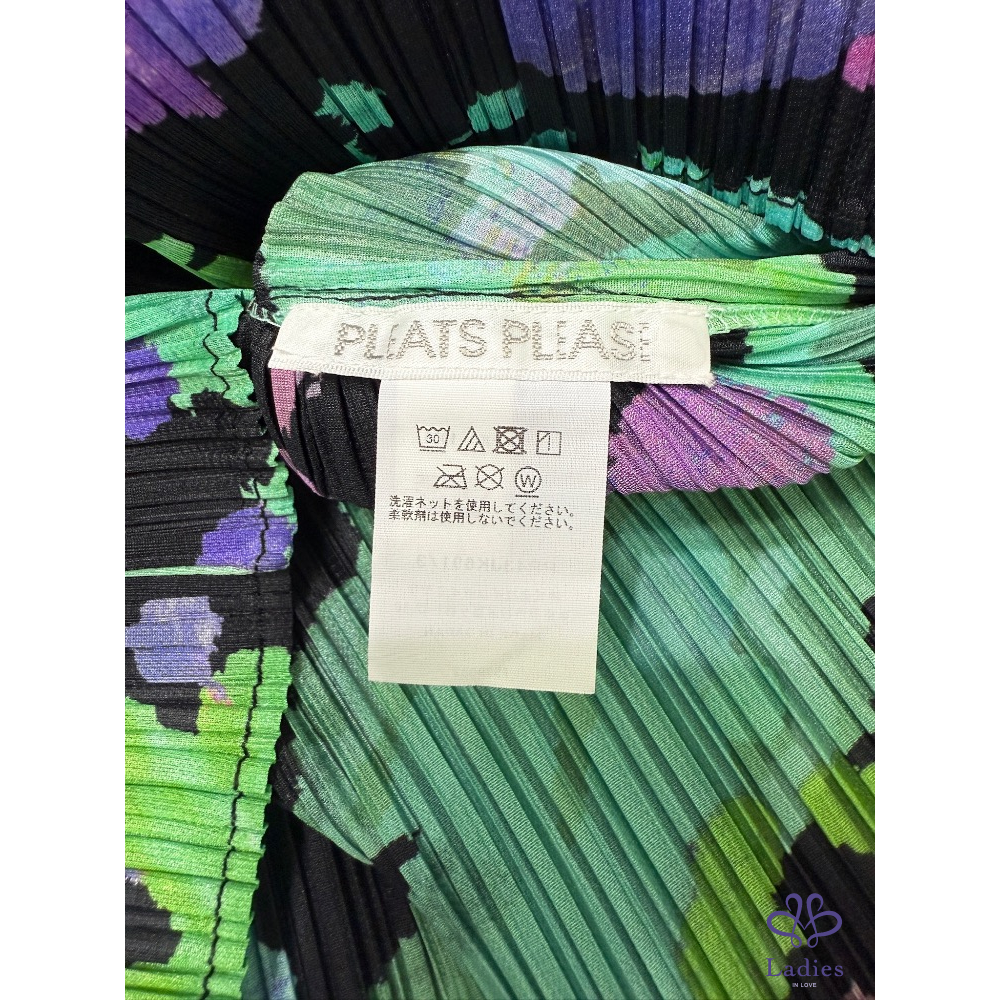 PLEATS PLEASE
30
W
洗濯ネットを使用してください。
柔軟剤は使用しないでください。
Ladies
IN LOVE